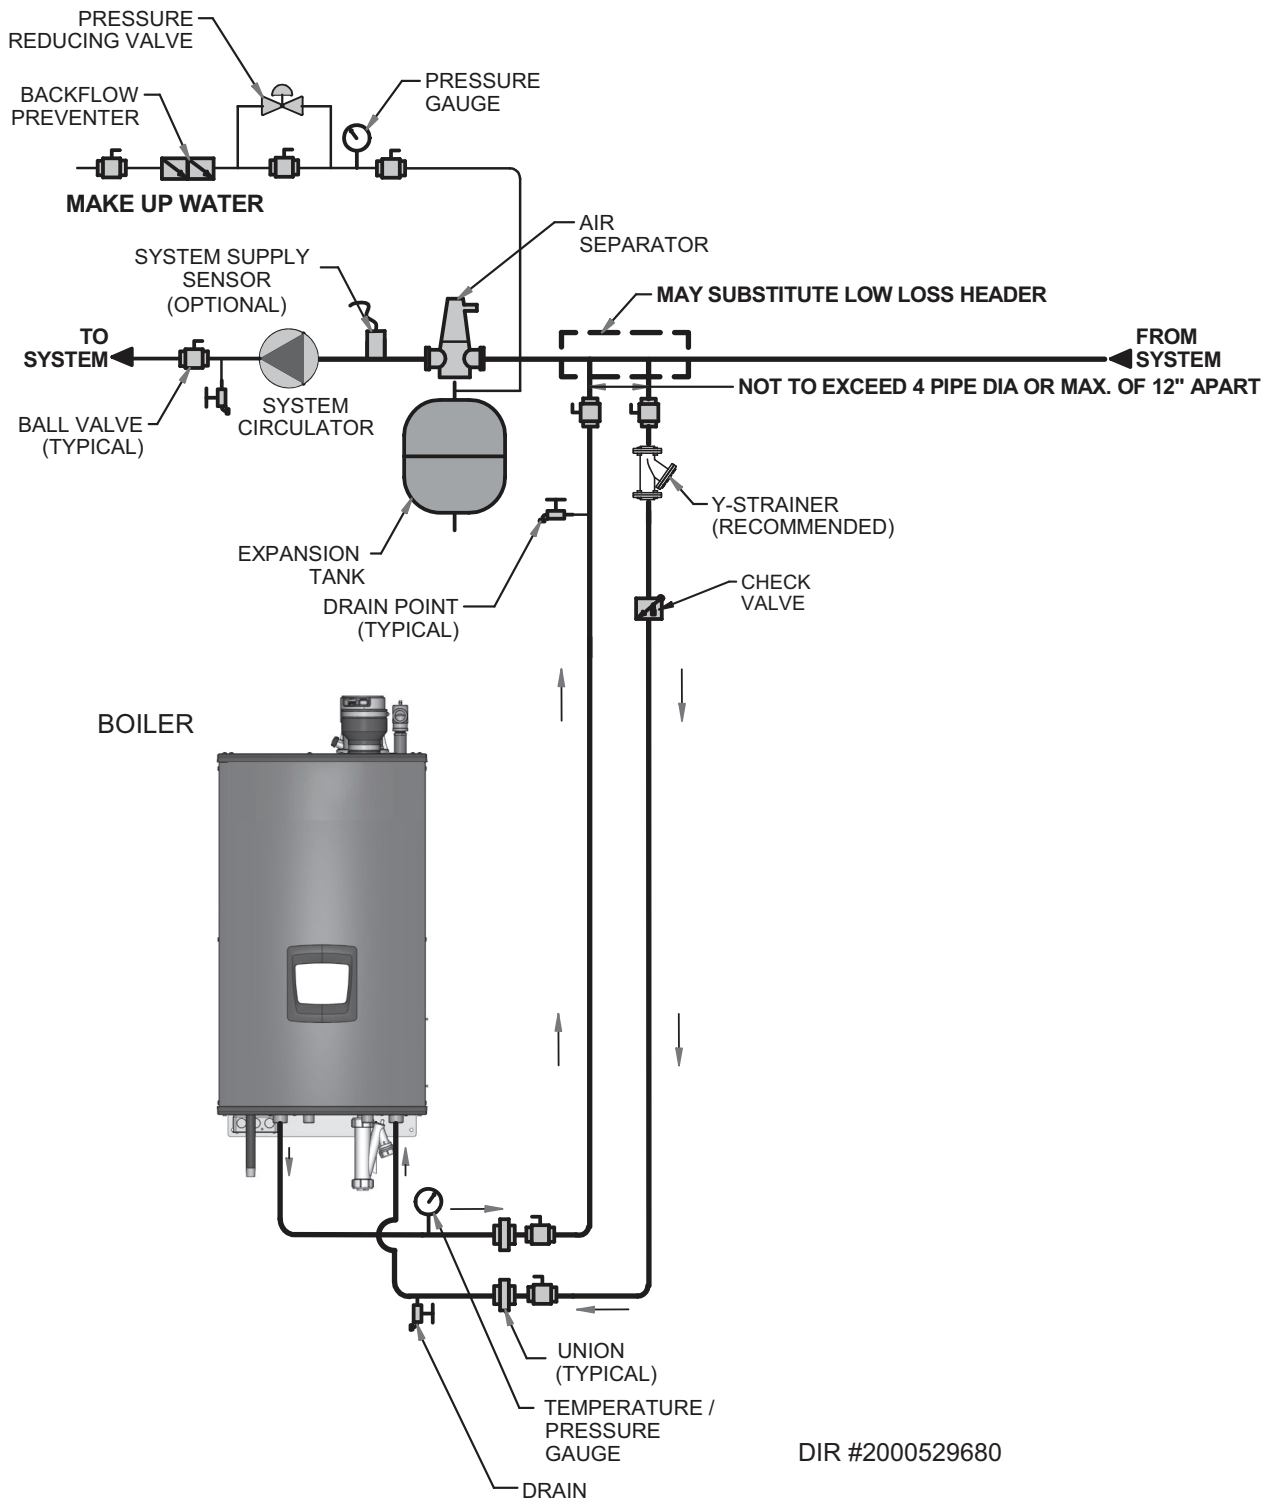 PRESSURE
REDUCING VALVE
BACKFLOW
PREVENTER
PRESSURE
GAUGE
MAKE UP WATER
AIR
SEPARATOR
SYSTEM SUPPLY
SENSOR
(OPTIONAL)
MAY SUBSTITUTE LOW LOSS HEADER
TO
SYSTEM
FROM
SYSTEM
NOT TO EXCEED 4 PIPE DIA OR MAX. OF 12" APART
SYSTEM
CIRCULATOR
BALL VALVE
(TYPICAL)
Y-STRAINER
(RECOMMENDED)
EXPANSION
TANK
CHECK
VALVE
DRAIN POINT
(TYPICAL)
BOILER
UNION
(TYPICAL)
TEMPERATURE /
PRESSURE
GAUGE
DIR #2000529680
DRAIN